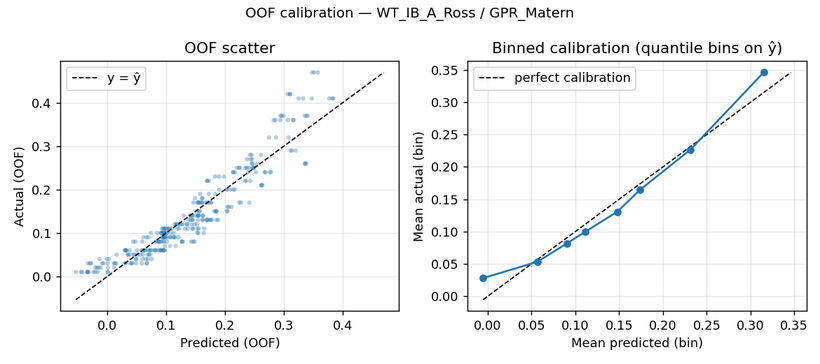 OOF calibration — WT_IB_A_Ross / GPR_Matern
OOF scatter
y = ŷ
0.4
0.3
0.2
0.1
0.0
Actual (OOF)
0.0 0.1 0.2 0.3 0.4
Predicted (OOF)
Binned calibration (quantile bins on ŷ)
perfect calibration
0.35
0.30
0.25
0.20
0.15
0.10
0.05
0.00
Mean actual (bin)
0.00 0.05 0.10 0.15 0.20 0.25 0.30 0.35
Mean predicted (bin)